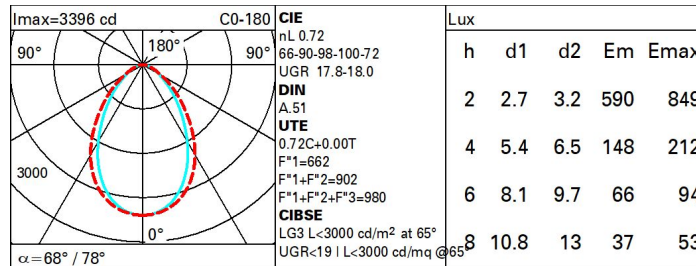 Imax=3396 cd C0-180
90° 180° 90°
3000
0°
α=68° / 78°
CIE
nL 0.72
66-90-98-100-72
UGR 17.8-18.0
DIN
A.51
UTE
0.72C+0.00T
F"1=662
F"1+F"2=902
F"1+F"2+F"3=980
CIBSE
LG3 L<3000 cd/m² at 65°
UGR<19 | L<3000 cd/mq @65°
Lux
h d1 d2 Em Emax
2 2.7 3.2 590 849
4 5.4 6.5 148 212
6 8.1 9.7 66 94
8 10.8 13 37 53